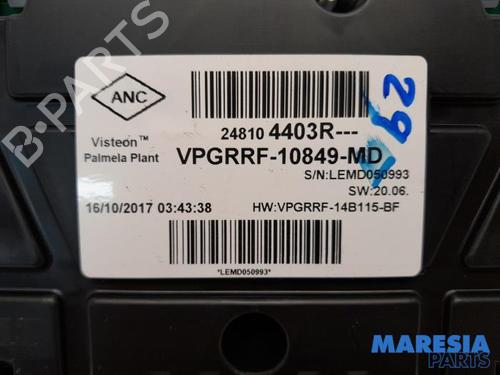 ANC
Visteon™
Palmela Plant
24810 4403R---
VPGRRF-10849-MD
S/N:LEMD050993
SW:20.06.
16/10/2017 03:43:38
HW:VPGRRF-14B115-BF
*LEMD050993*
29
B-PARTS
MARESIA
PARTS